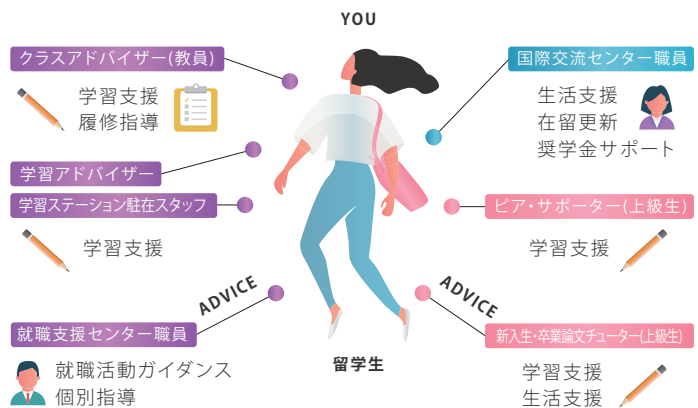 YOU
クラスアドバイザー(教員)
学習支援
履修指導
学習アドバイザー
学習ステーション駐在スタッフ
学習支援
ADVICE
就職支援センター職員
就職活動ガイダンス
個別指導
国際交流センター職員
生活支援
在留更新
奨学金サポート
ピア・サポーター(上級生)
学習支援
ADVICE
新入生・卒業論文チューター(上級生)
学習支援
生活支援
留学生